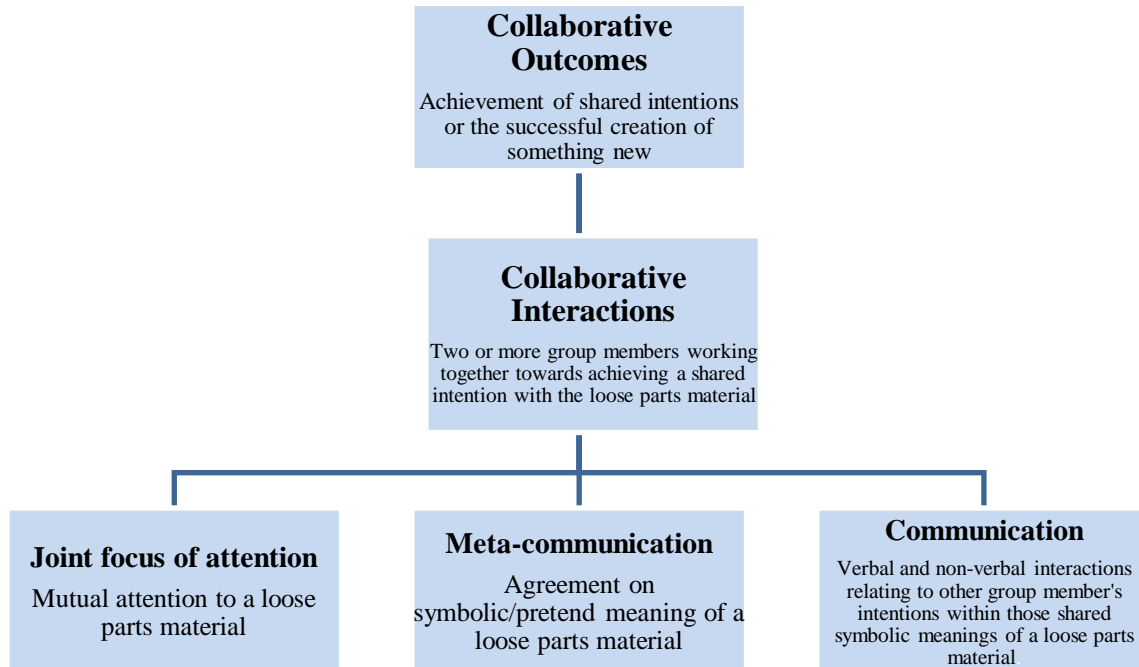 Collaborative
Outcomes
Achievement of shared intentions
or the successful creation of
something new
Collaborative
Interactions
Two or more group members working
together towards achieving a shared
intention with the loose parts material
Joint focus of attention
Mutual attention to a loose
parts material
Meta-communication
Agreement on
symbolic/pretend meaning of a
loose parts material
Communication
Verbal and non-verbal interactions
relating to other group member's
intentions within those shared
symbolic meanings of a loose parts
material